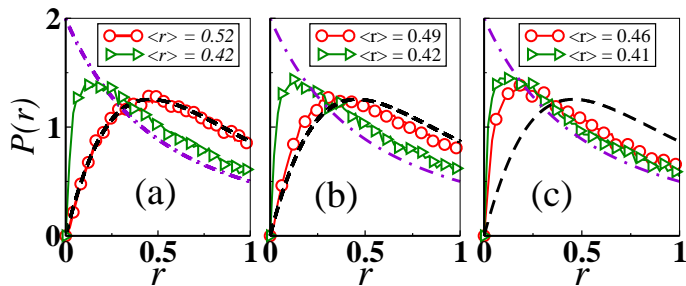 <r> = 0.52
<r> = 0.42
<r> = 0.49
<r> = 0.42
<r> = 0.46
<r> = 0.41
P(r)
2
1
0
(a)
(b)
(c)
0 0.5 1
0 0.5 1
0 0.5 1
r
r
r